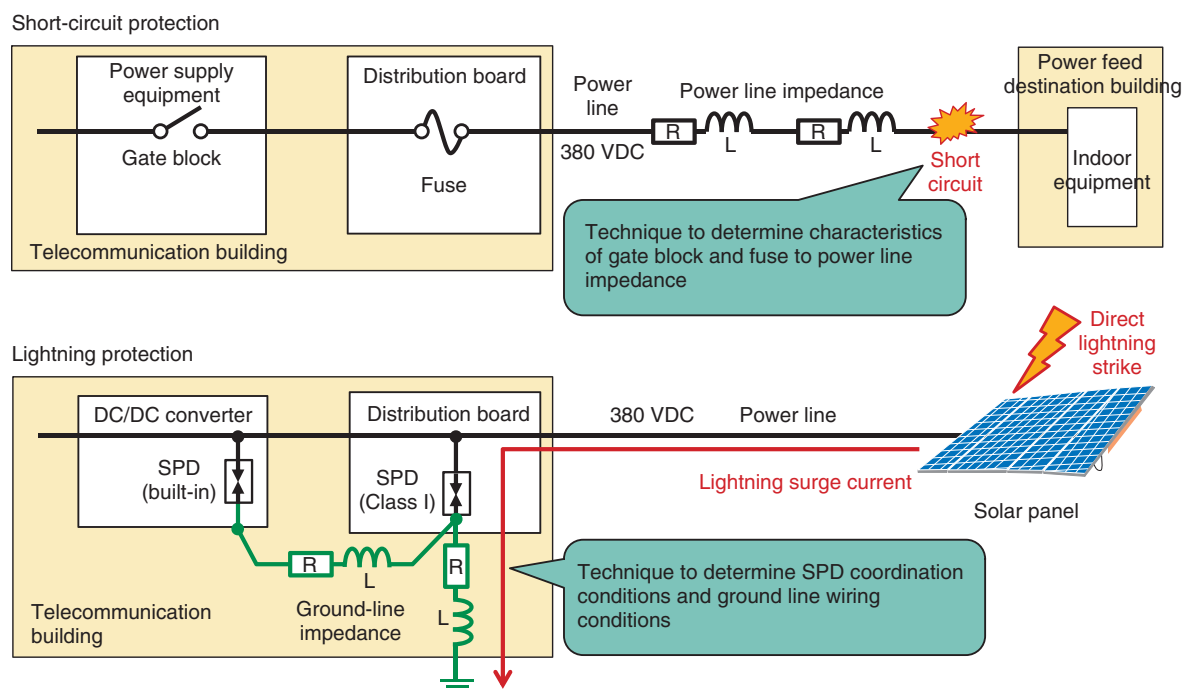 Short-circuit protection
Power supply
equipment
Gate block
Distribution board
Fuse
Telecommunication building
Power
line
380 VDC
Power line impedance
R
L
R
L
Short
circuit
Power feed
destination building
Indoor
equipment
Technique to determine characteristics
of gate block and fuse to power line
impedance
Lightning protection
DC/DC converter
SPD
(built-in)
Distribution board
SPD
(Class I)
R
L
R
L
Ground-line
impedance
Telecommunication
building
380 VDC
Power line
Lightning surge current
Direct
lightning
strike
Solar panel
Technique to determine SPD coordination
conditions and ground line wiring
conditions